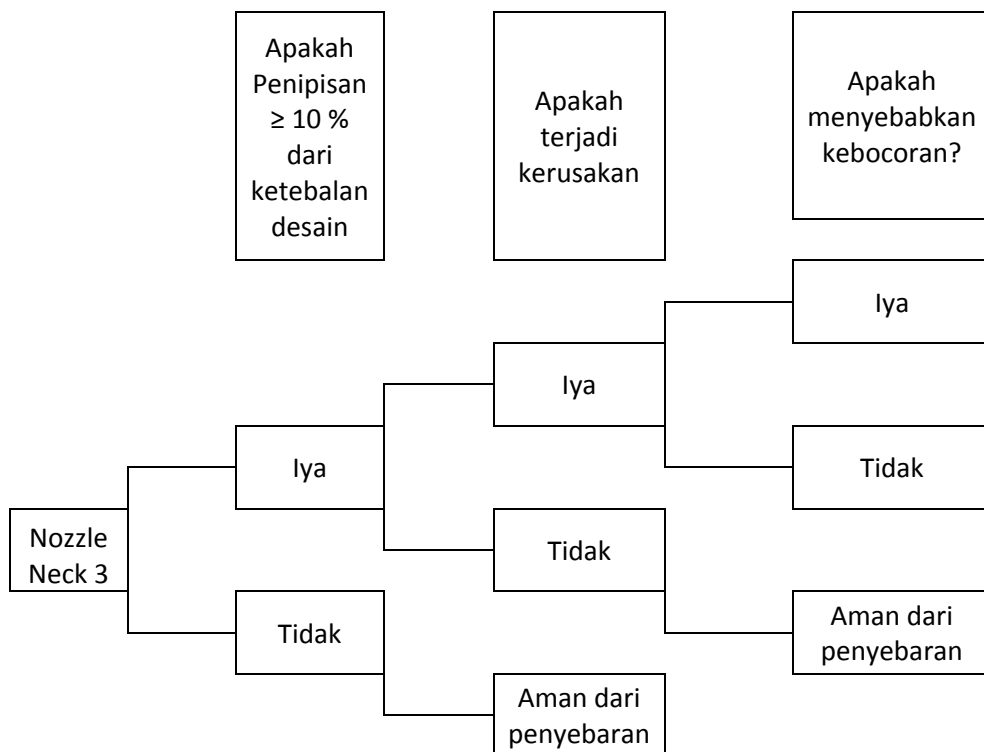 Apakah
Penipisan
≥ 10 %
dari
ketebalan
desain
Apakah
terjadi
kerusakan
Apakah
menyebabkan
kebocoran?
Iya
Iya
Iya
Tidak
Nozzle
Neck 3
Tidak
Tidak
Aman dari
penyebaran
Aman dari
penyebaran